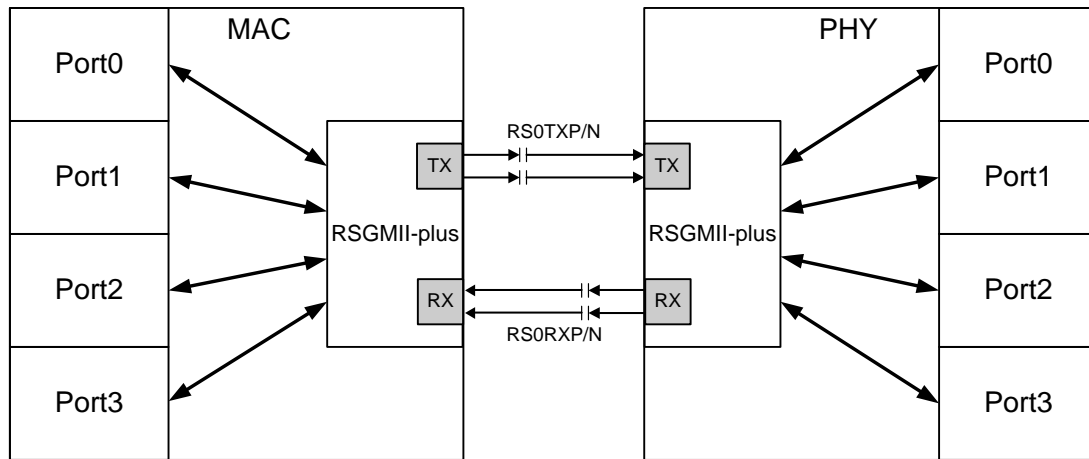 MAC
Port0
Port1
Port2
Port3
RSGMII-plus
TX
RX
RS0TXP/N
RS0RXP/N
PHY
TX
RX
RSGMII-plus
Port0
Port1
Port2
Port3